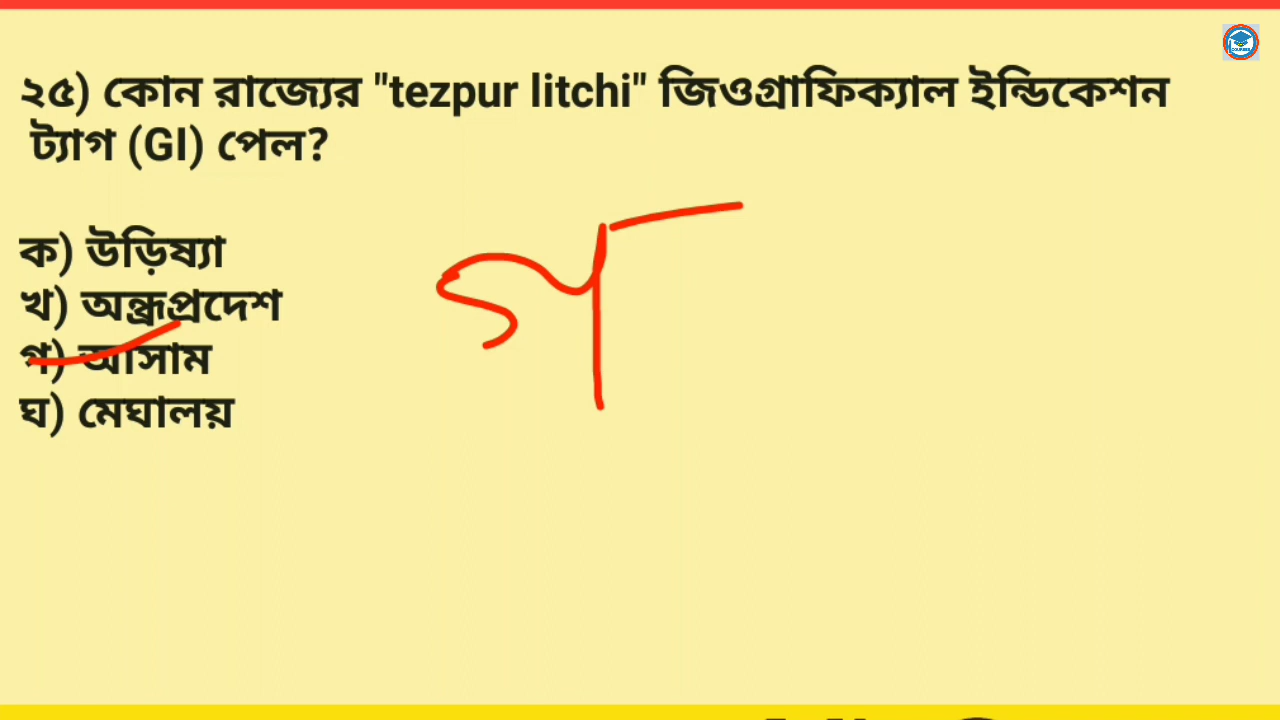 ২৫) কোন রাজ্যের "tezpur litchi" জিওগ্রাফিক্যাল ইন্ডিকেশন
ট্যাগ (GI) পেল?
ক) উড়িষ্যা
খ) অন্ধ্রপ্রদেশ
গ) আসাম
ঘ) মেঘালয়